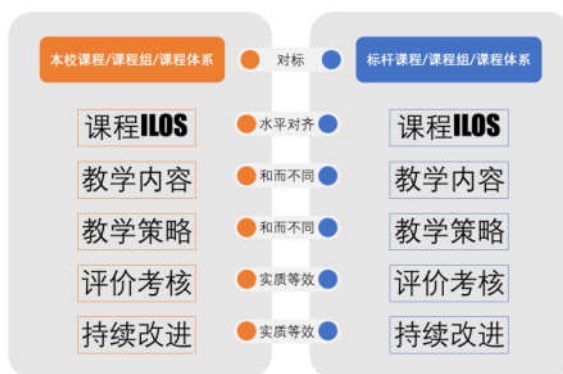 本校课程/课程组/课程体系 对标 标杆课程/课程组/课程体系
课程ILOS 水平对齐 课程ILOS
教学内容 和而不同 教学内容
教学策略 和而不同 教学策略
评价考核 实质等效 评价考核
持续改进 实质等效 持续改进